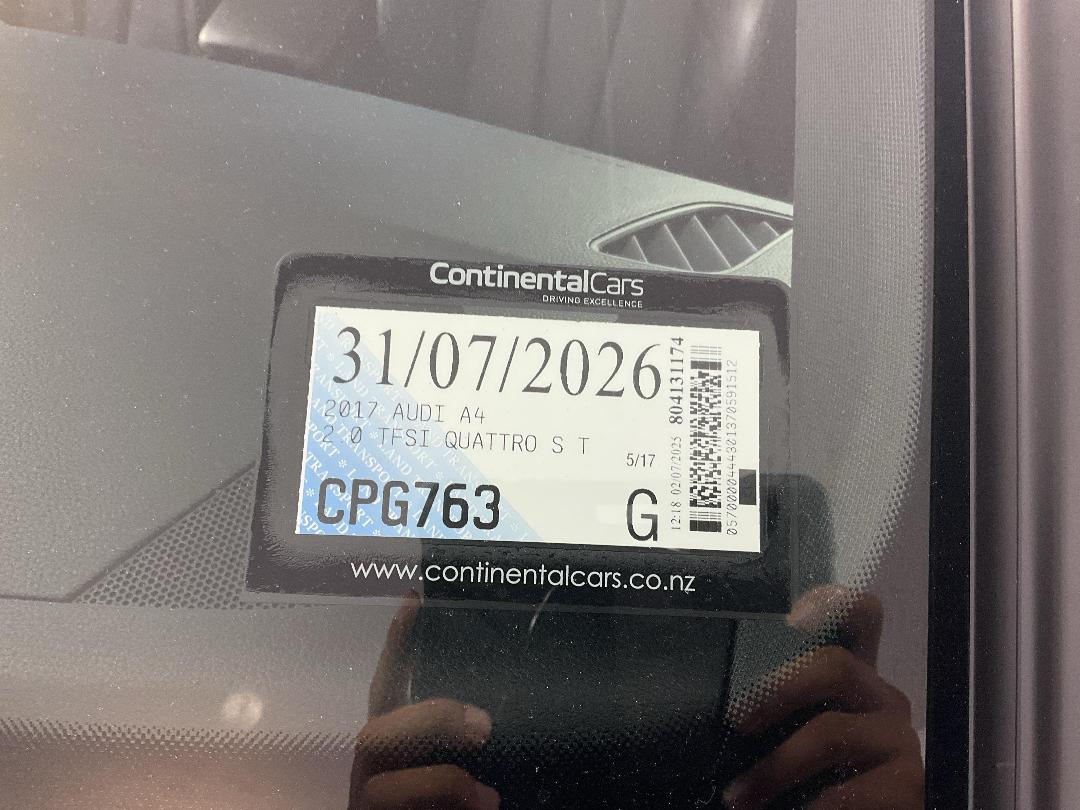 ContinentalCars
DRIVING EXCELLENCE
31/07/2026
2017 AUDI A4
2 0 TFSI QUATTRO S T
5/17
CPG763
G
12:18 02/07/2025 804131174
www.continentalcars.co.nz